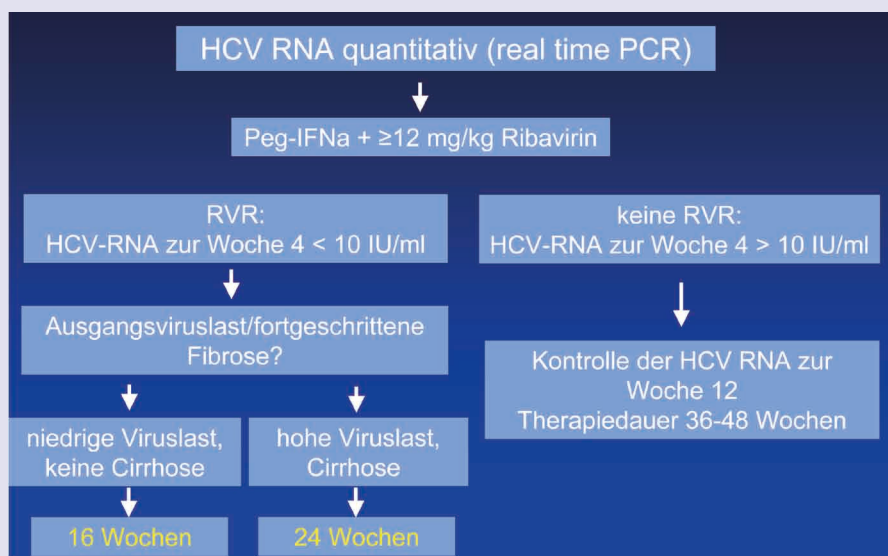 HCV RNA quantitativ (real time PCR)
Peg-IFNa + ≥12 mg/kg Ribavirin
RVR:
HCV-RNA zur Woche 4 < 10 IU/ml
keine RVR:
HCV-RNA zur Woche 4 > 10 IU/ml
Ausgangsviruslast/fortgeschrittene
Fibrose?
Kontrolle der HCV RNA zur
Woche 12
Therapiedauer 36-48 Wochen
niedrige Viruslast,
keine Cirrhose
hohe Viruslast,
Cirrhose
16 Wochen
24 Wochen